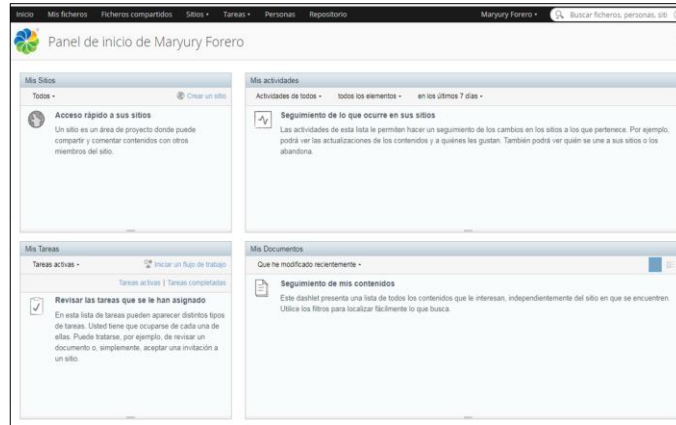 Inicio Mis ficheros Ficheros compartidos Sitios Tareas Personas Repositorio Maryury Forero Buscar ficheros, personas, siti
Panel de inicio de Maryury Forero
Mis Sitios
Todos Crear un sitio
Acceso rápido a sus sitios
Un sitio es un área de proyecto donde puede
compartir y comentar contenidos con otros
miembros del sitio.
Mis actividades
Actividades de todos todos los elementos en los últimos 7 días
Seguimiento de lo que ocurre en sus sitios
Las actividades de esta lista le permiten hacer un seguimiento de los cambios en los sitios a los que pertenece. Por ejemplo,
podrá ver las actualizaciones de los contenidos y a quiénes les gustan. También podrá ver quién se une a sus sitios o los
abandona.
Mis Tareas
Tareas activas Iniciar un flujo de trabajo
Tareas activas | Tareas completadas
Revisar las tareas que se le han asignado
En esta lista de tareas pueden aparecer distintos tipos
de tareas. Usted tiene que ocuparse de cada una de
ellas. Puede tratarse, por ejemplo, de revisar un
documento o, simplemente, aceptar una invitación a
un sitio.
Mis Documentos
Que he modificado recientemente
Seguimiento de mis contenidos
Este dashlet presenta una lista de todos los contenidos que le interesan, independientemente del sitio en que se encuentren.
Utilice los filtros para localizar fácilmente lo que busca.